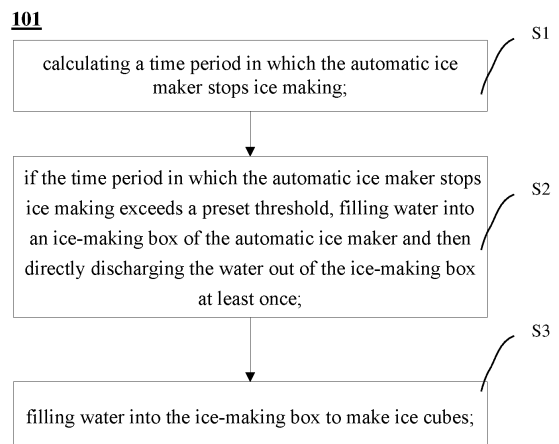 101
S1
calculating a time period in which the automatic ice
maker stops ice making;
if the time period in which the automatic ice maker stops
ice making exceeds a preset threshold, filling water into
an ice-making box of the automatic ice maker and then
directly discharging the water out of the ice-making box
at least once;
S2
S3
filling water into the ice-making box to make ice cubes;